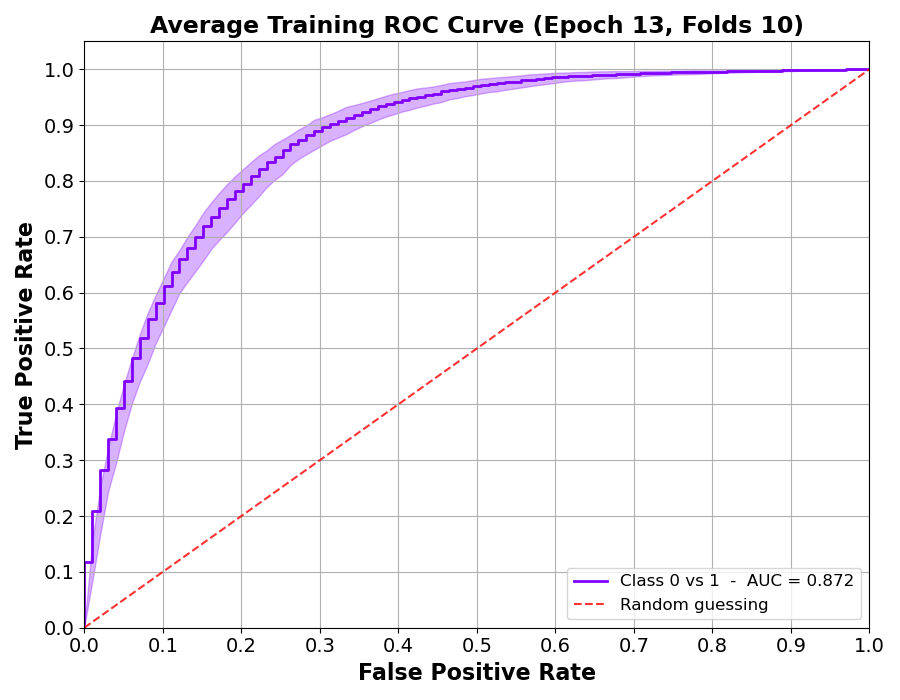 Average Training ROC Curve (Epoch 13, Folds 10)
True Positive Rate
1.0
0.9
0.8
0.7
0.6
0.5
0.4
0.3
0.2
0.1
0.0
Class 0 vs 1 - AUC = 0.872
Random guessing
0.0 0.1 0.2 0.3 0.4 0.5 0.6 0.7 0.8 0.9 1.0
False Positive Rate